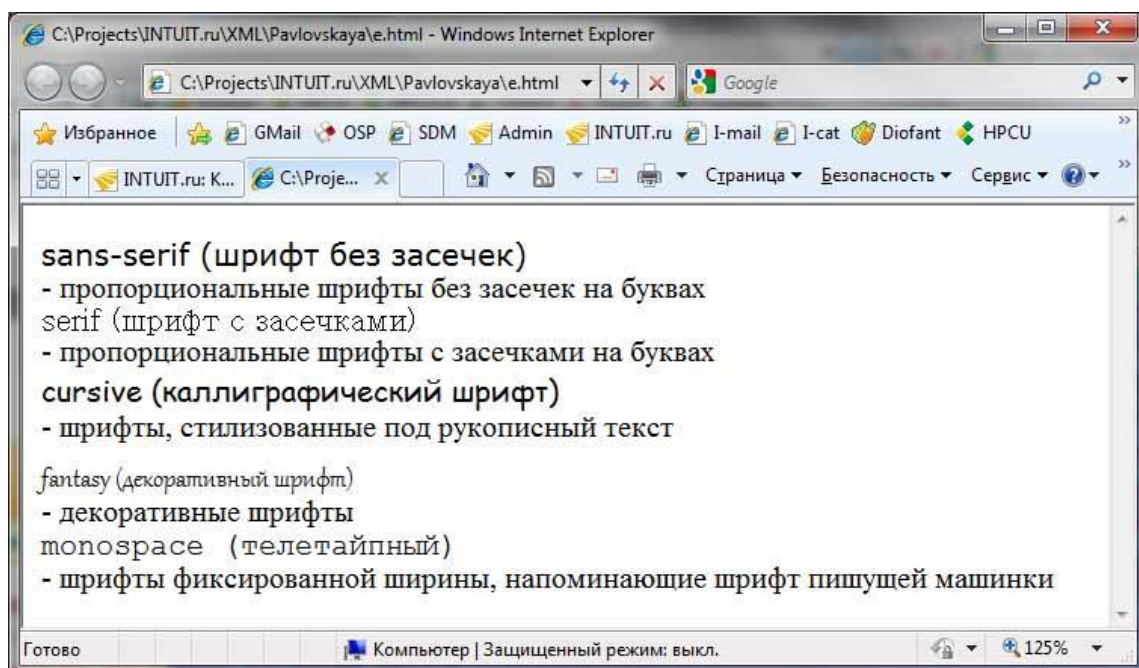 C:\Projects\INTUIT.ru\XML\Pavlovskaya\e.html - Windows Internet Explorer
C:\Projects\INTUIT.ru\XML\Pavlovskaya\e.html Google
Избранное GMail OSP SDM Admin INTUIT.ru I-mail I-cat Diofant HPCU
INTUIT.ru: К... C:\Proje... Страница Безопасность Сервис
sans-serif (шрифт без засечек)
- пропорциональные шрифты без засечек на буквах
serif (шрифт с засечками)
- пропорциональные шрифты с засечками на буквах
cursive (каллиграфический шрифт)
- шрифты, стилизованные под рукописный текст
fantasy (декоративный шрифт)
- декоративные шрифты
monospace (телетайпный)
- шрифты фиксированной ширины, напоминающие шрифт пишущей машинки
Готово Компьютер | Защищенный режим: выкл. 125%